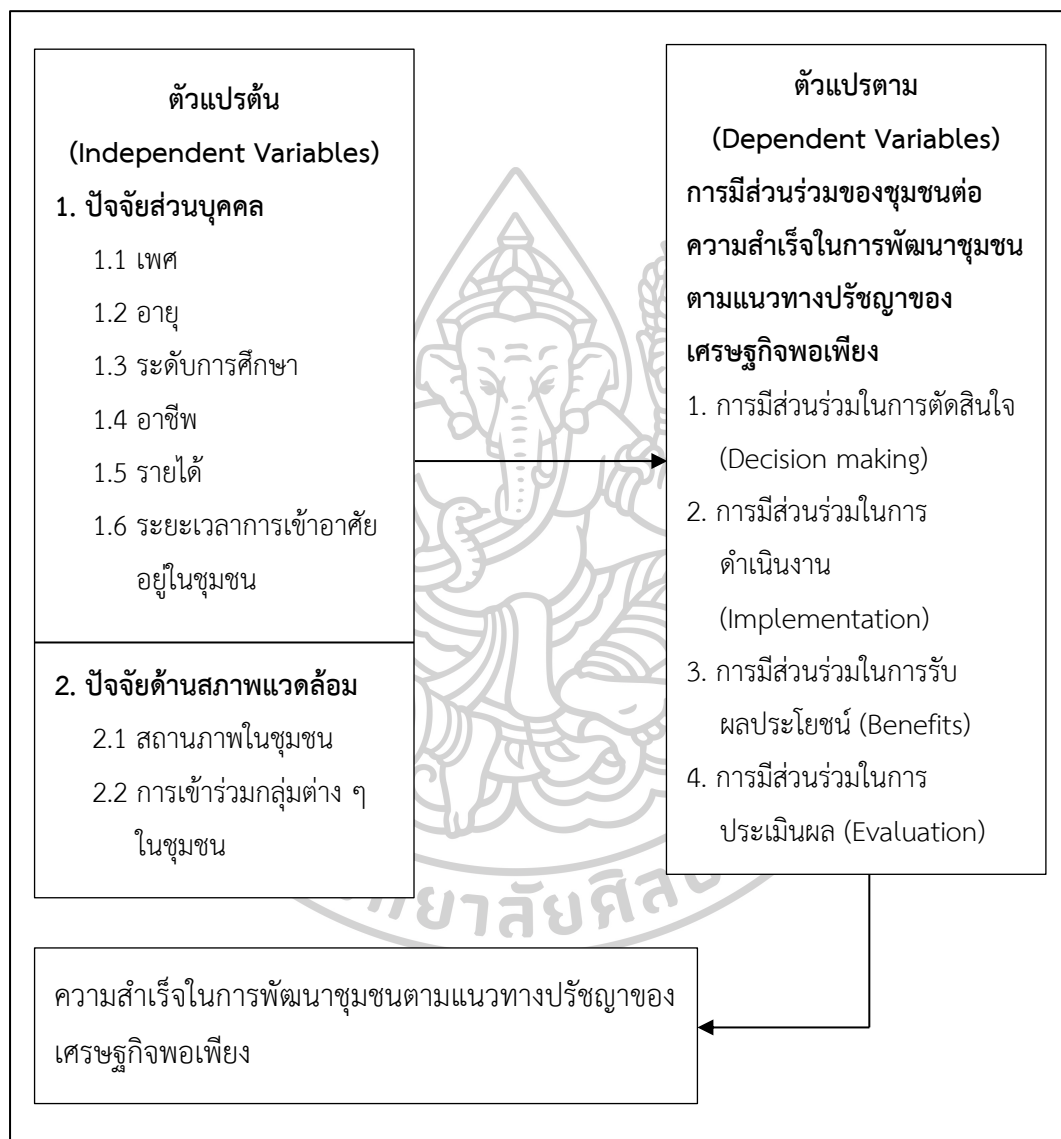 ตัวแปรต้น
(Independent Variables)
1. ปัจจัยส่วนบุคคล
1.1 เพศ
1.2 อายุ
1.3 ระดับการศึกษา
1.4 อาชีพ
1.5 รายได้
1.6 ระยะเวลาการเข้าอาศัย
อยู่ในชุมชน
2. ปัจจัยด้านสภาพแวดล้อม
2.1 สถานภาพในชุมชน
2.2 การเข้าร่วมกลุ่มต่าง ๆ
ในชุมชน
ตัวแปรตาม
(Dependent Variables)
การมีส่วนร่วมของชุมชนต่อ
ความสำเร็จในการพัฒนาชุมชน
ตามแนวทางปรัชญาของ
เศรษฐกิจพอเพียง
1. การมีส่วนร่วมในการตัดสินใจ
(Decision making)
2. การมีส่วนร่วมในการ
ดำเนินงาน
(Implementation)
3. การมีส่วนร่วมในการรับ
ผลประโยชน์ (Benefits)
4. การมีส่วนร่วมในการ
ประเมินผล (Evaluation)
ความสำเร็จในการพัฒนาชุมชนตามแนวทางปรัชญาของ
เศรษฐกิจพอเพียง